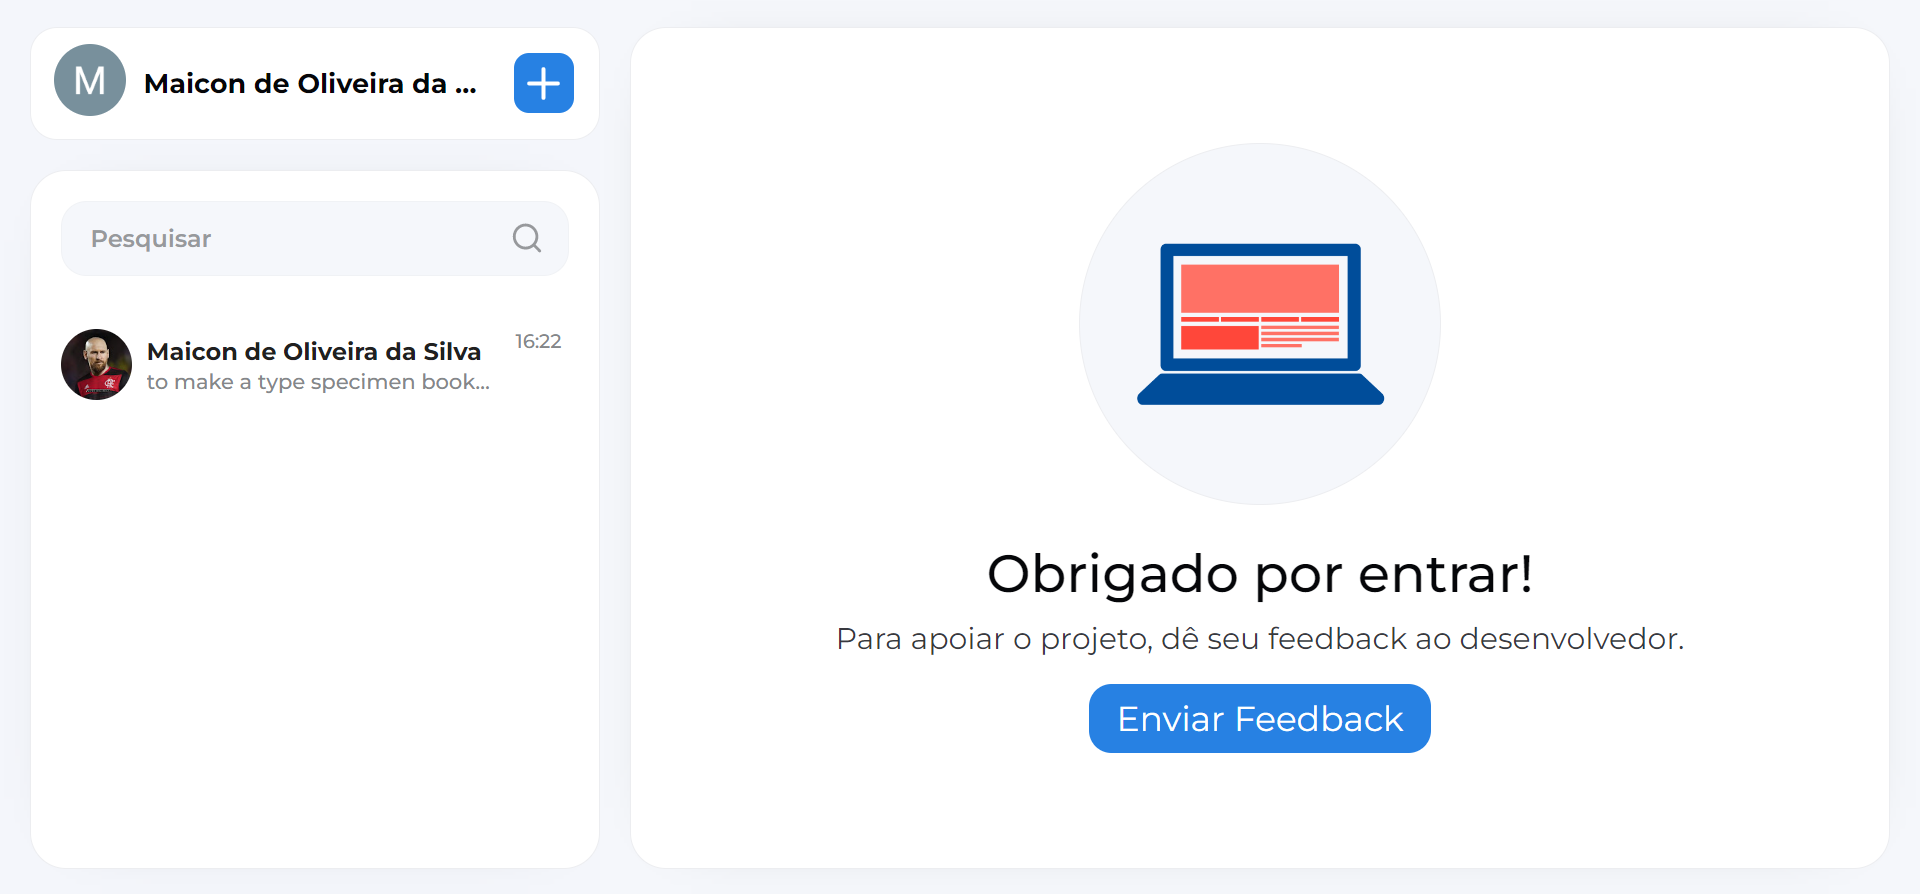 M
Maicon de Oliveira da ...
Pesquisar
Maicon de Oliveira da Silva
16:22
to make a type specimen book...
Obrigado por entrar!
Para apoiar o projeto, dê seu feedback ao desenvolvedor.
Enviar Feedback